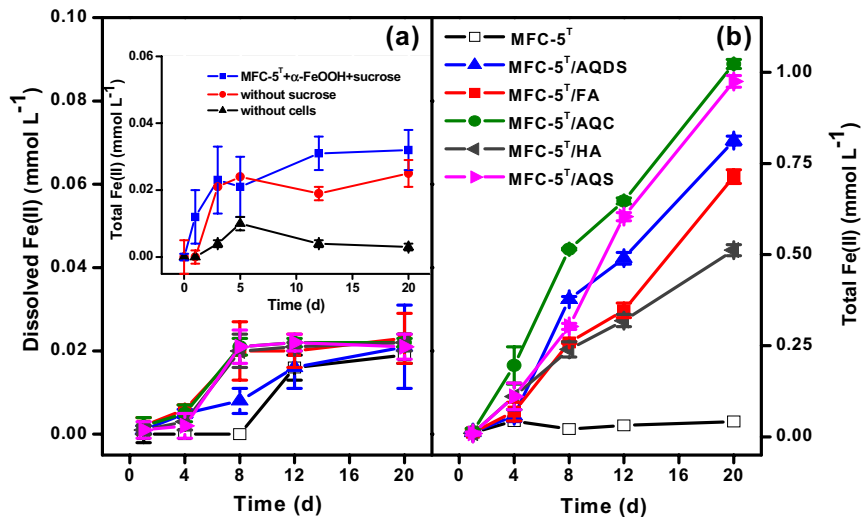 (a)
Dissolved Fe(II) (mmol L⁻¹)
0.10
0.08
0.06
0.04
0.02
0.00
0 4 8 12 16 20
Time (d)
Total Fe(II) (mmol L⁻¹)
0.06
0.04
0.02
0.00
0 5 10 15 20
Time (d)
MFC-5ᵀ+α-FeOOH+sucrose
without sucrose
without cells
(b)
MFC-5ᵀ
MFC-5ᵀ/AQDS
MFC-5ᵀ/FA
MFC-5ᵀ/AQC
MFC-5ᵀ/HA
MFC-5ᵀ/AQS
Total Fe(II) (mmol L⁻¹)
1.00
0.75
0.50
0.25
0.00
0 4 8 12 16 20
Time (d)